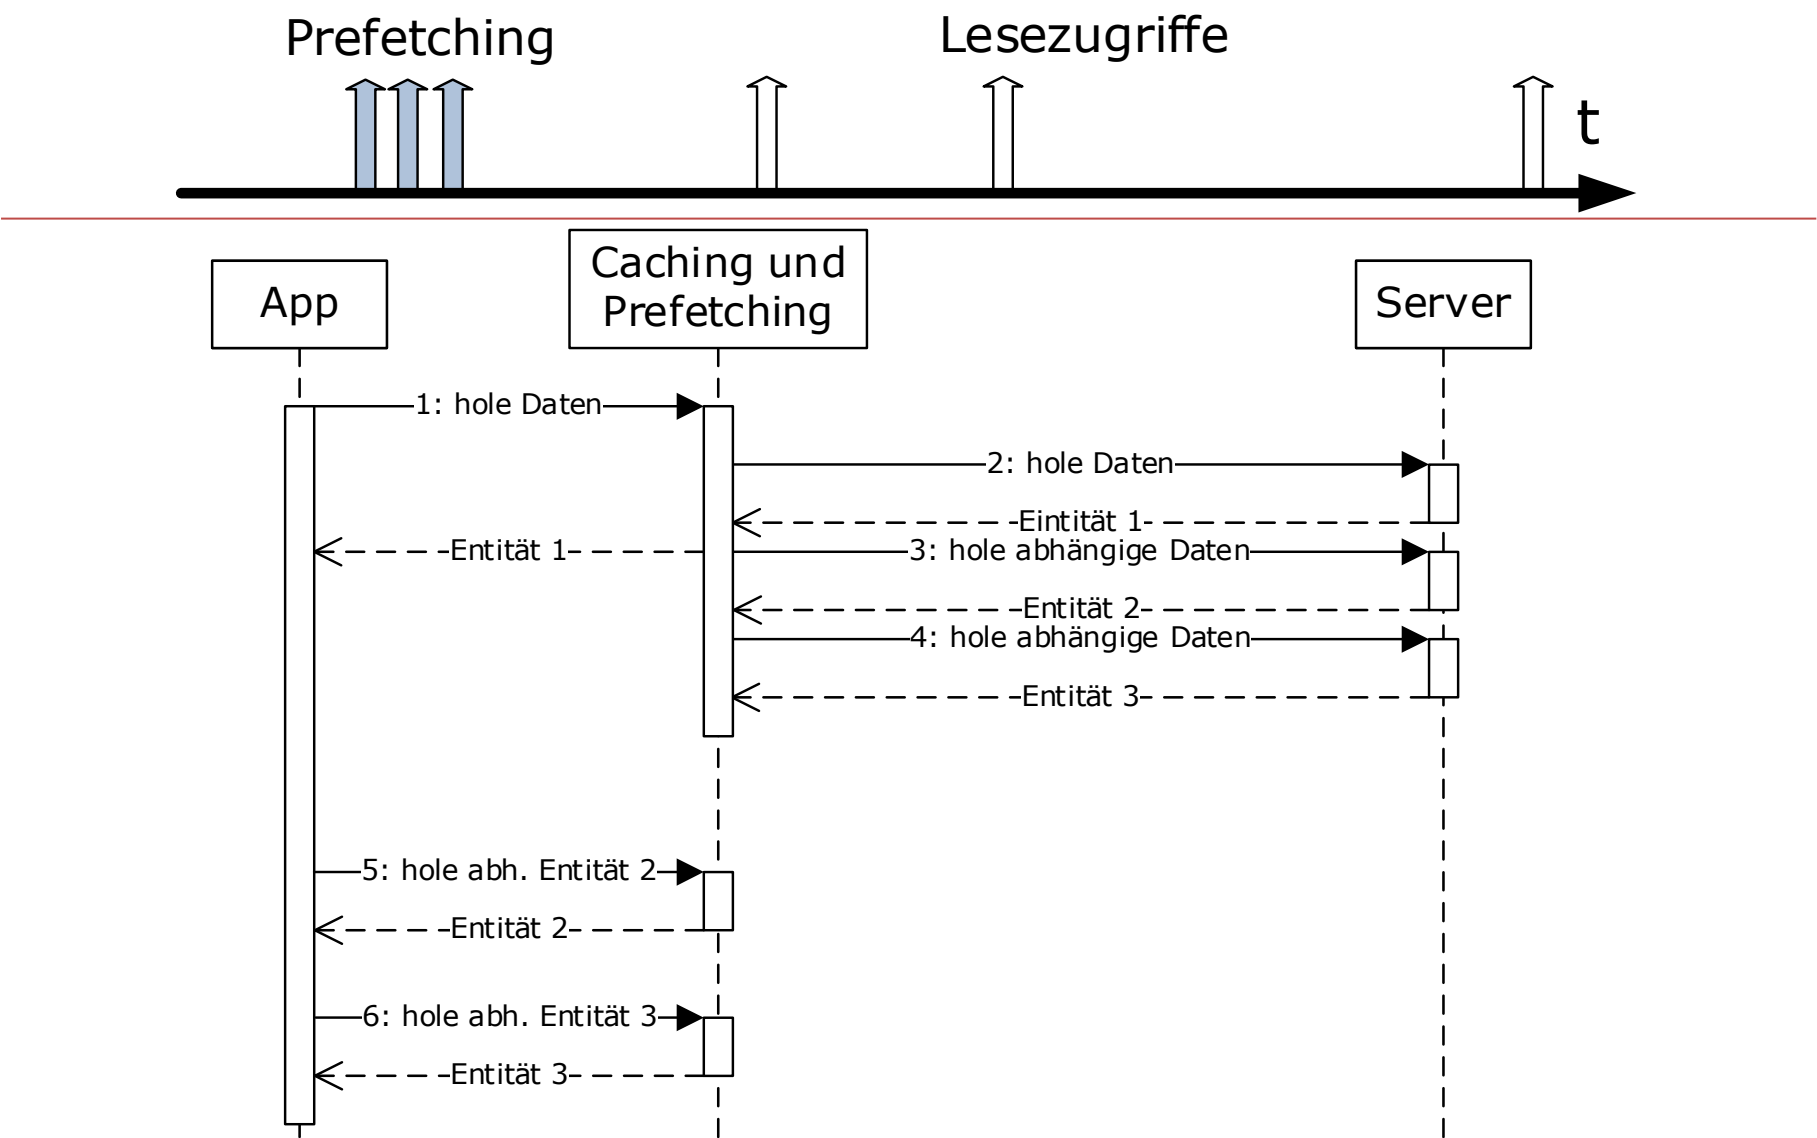 Prefetching
Lesezugriffe
t
App
Caching und
Prefetching
Server
1: hole Daten
2: hole Daten
Eintität 1
Entität 1
3: hole abhängige Daten
Entität 2
4: hole abhängige Daten
Entität 3
5: hole abh. Entität 2
Entität 2
6: hole abh. Entität 3
Entität 3